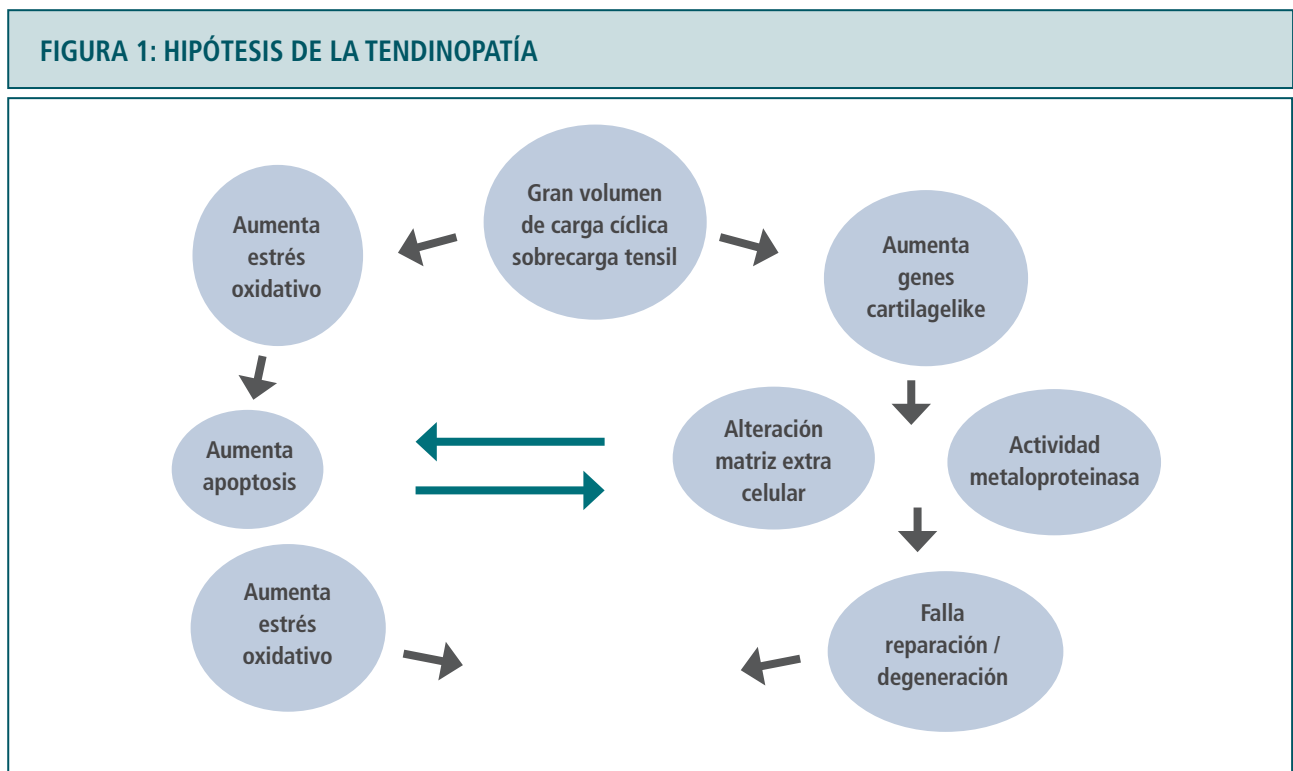 FIGURA 1: HIPÓTESIS DE LA TENDINOPATÍA
Gran volumen
de carga cíclica
sobrecarga tensil
Aumenta
estrés
oxidativo
Aumenta
genes
cartilagelike
Aumenta
apoptosis
Alteración
matriz extra
celular
Actividad
metaloproteinasa
Aumenta
estrés
oxidativo
Falla
reparación /
degeneración